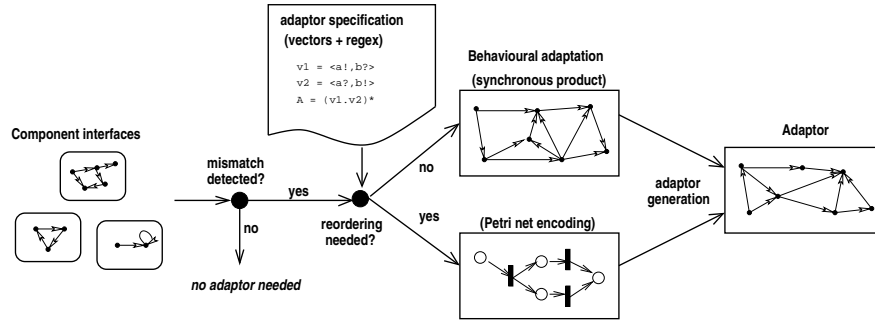 adaptor specification
(vectors + regex)
v1 = <a!,b?>
v2 = <a?,b!>
A = (v1.v2)*
Behavioural adaptation
(synchronous product)
Component interfaces
mismatch
detected?
yes
no
no adaptor needed
reordering
needed?
no
yes
(Petri net encoding)
adaptor
generation
Adaptor